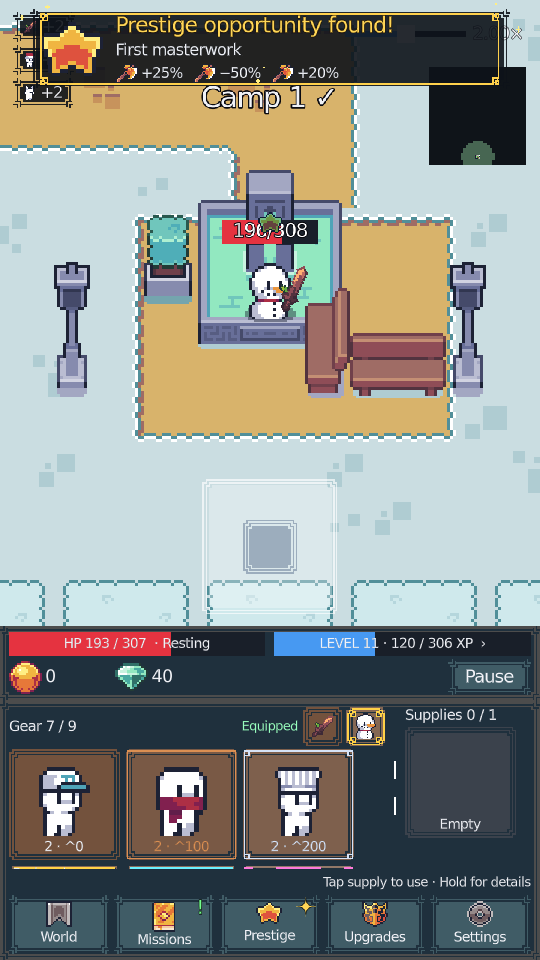 Prestige opportunity found!
First masterwork
+25% −50% +20%
+2
Camp 1 ✓
HP 193 / 307 · Resting
LEVEL 11 · 120 / 306 XP ›
0
40
Pause
Gear 7 / 9
Equipped
Supplies 0 / 1
2 · ^0
2 · ^100
2 · ^200
Empty
Tap supply to use · Hold for details
World
Missions
!
Prestige
Upgrades
Settings